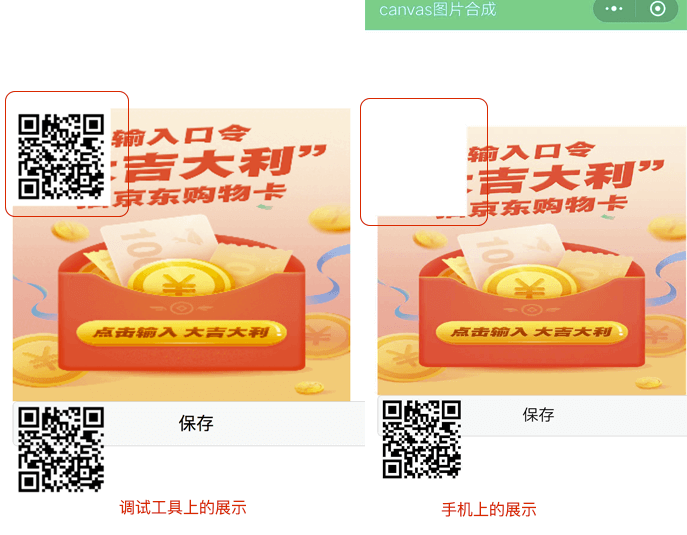 canvas图片合成
输入口令
大吉大利”
抽京东购物卡
点击输入 大吉大利
保存
调试工具上的展示
输入口令
大吉大利”
京东购物卡
点击输入 大吉大利
保存
手机上的展示